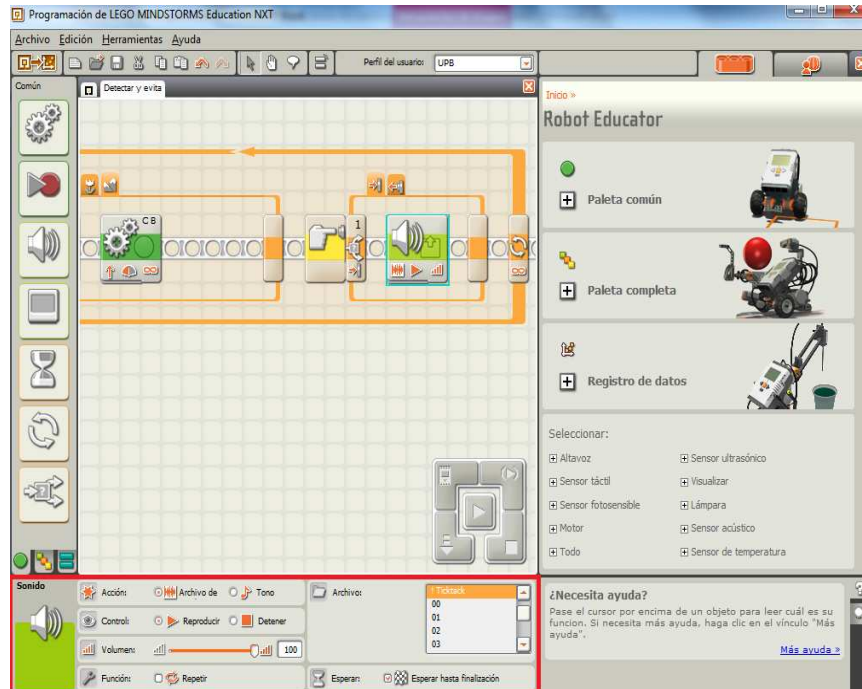 Programación de LEGO MINDSTORMS Education NXT
Archivo Edición Herramientas Ayuda
Perfil del usuario: UPB
Común
Detectar y evita
C B
1
Inicio »
Robot Educator
Paleta común
Paleta completa
Registro de datos
Seleccionar:
Altavoz
Sensor ultrasónico
Sensor táctil
Visualizar
Sensor fotosensible
Lámpara
Motor
Sensor acústico
Todo
Sensor de temperatura
Sonido
Acción: Archivo de Tono
Archivo:
! Ticktack
00
01
02
03
Control: Reproducir Detener
Volumen: 100
Función: Repetir
Esperar: Esperar hasta finalización
¿Necesita ayuda?
Pase el cursor por encima de un objeto para leer cuál es su
funcion. Si necesita más ayuda, haga clic en el vínculo "Más
ayuda".
Más ayuda »